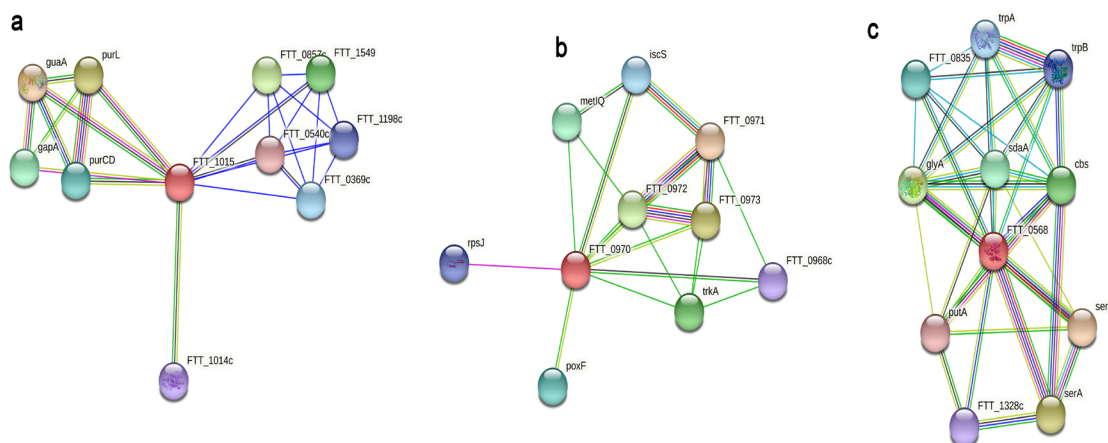 a
guaA
purL
gapA
purCD
FTT_1015
FTT_0857c
FTT_1549
FTT_0540c
FTT_1198c
FTT_0369c
FTT_1014c
b
iscS
metIQ
FTT_0971
FTT_0972
FTT_0973
FTT_0970
rpsJ
FTT_0968c
trkA
poxF
c
trpA
trpB
FTT_0835
sdaA
glyA
cbs
FTT_0568
putA
ser
serA
FTT_1328c